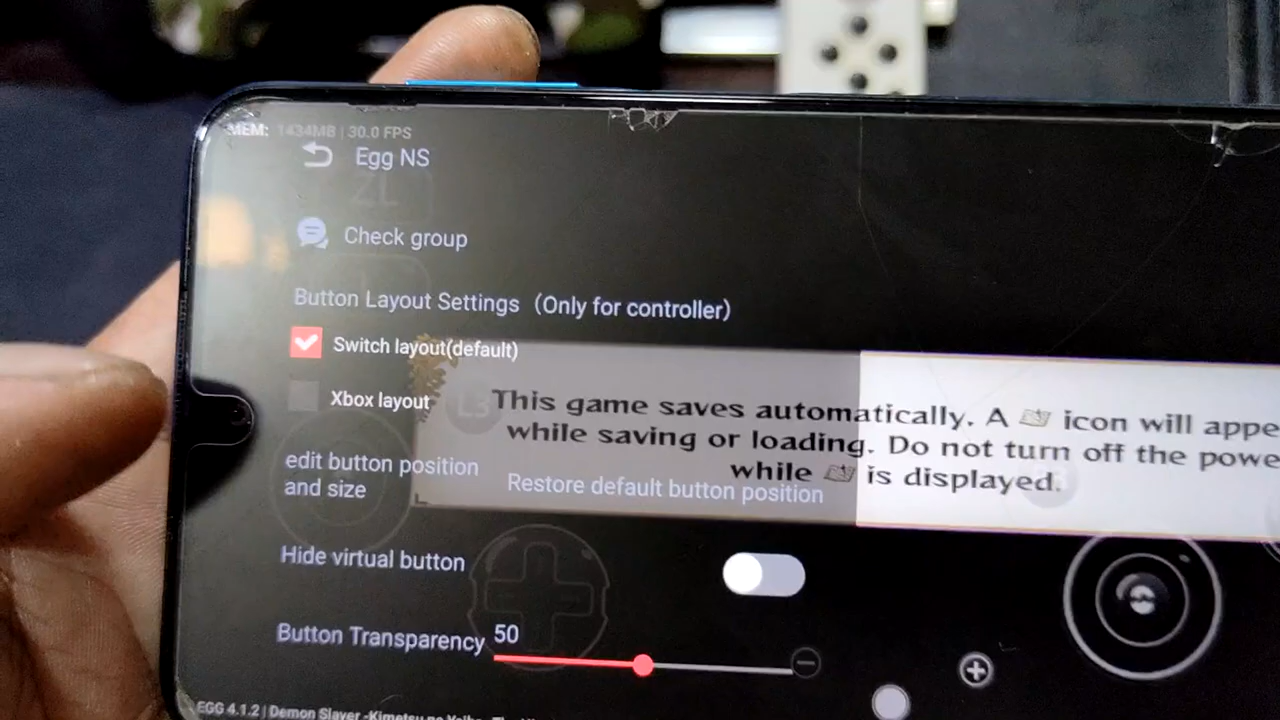 MEM: 1434MB | 30.0 FPS
Egg NS
ZL
Check group
Button Layout Settings (Only for controller)
Switch layout(default)
Xbox layout
L3
This game saves automatically. A icon will appe
while saving or loading. Do not turn off the powe
while is displayed.
edit button position
and size
Restore default button position
Hide virtual button
Button Transparency 50
EGG 4.1.2 | Demon Slayer -Kimetsu no Yaiba- The